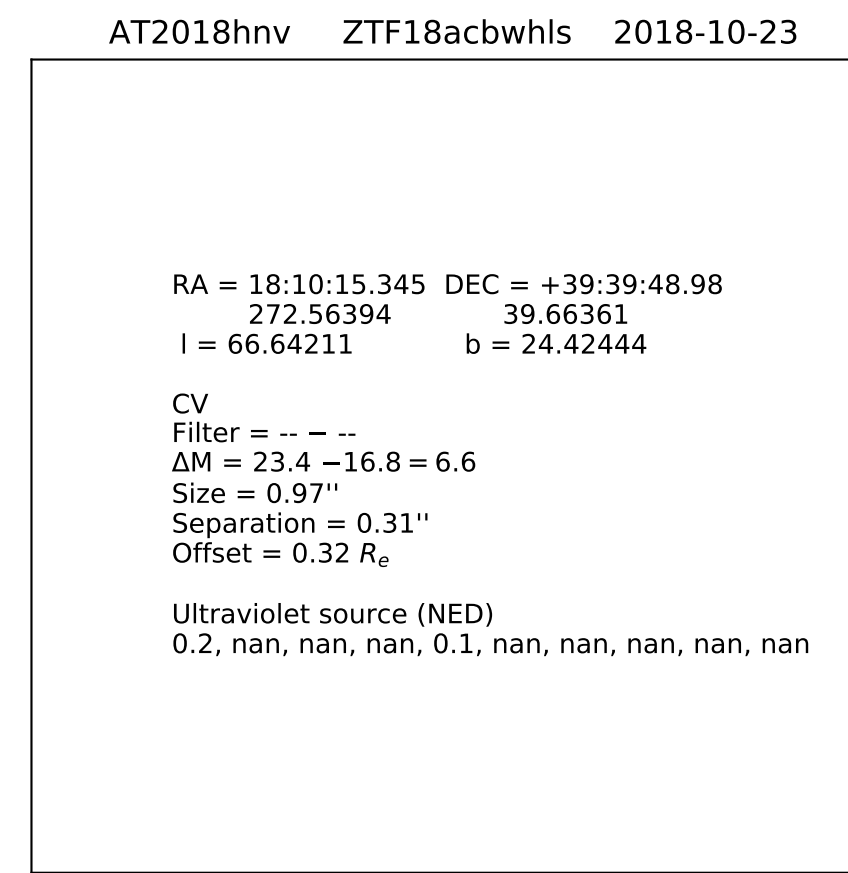 AT2018hnv ZTF18acbwhls 2018-10-23
RA = 18:10:15.345 DEC = +39:39:48.98
272.56394 39.66361
l = 66.64211 b = 24.42444
CV
Filter = -- − --
ΔM = 23.4 −16.8 = 6.6
Size = 0.97''
Separation = 0.31''
Offset = 0.32 Rₑ
Ultraviolet source (NED)
0.2, nan, nan, nan, 0.1, nan, nan, nan, nan, nan